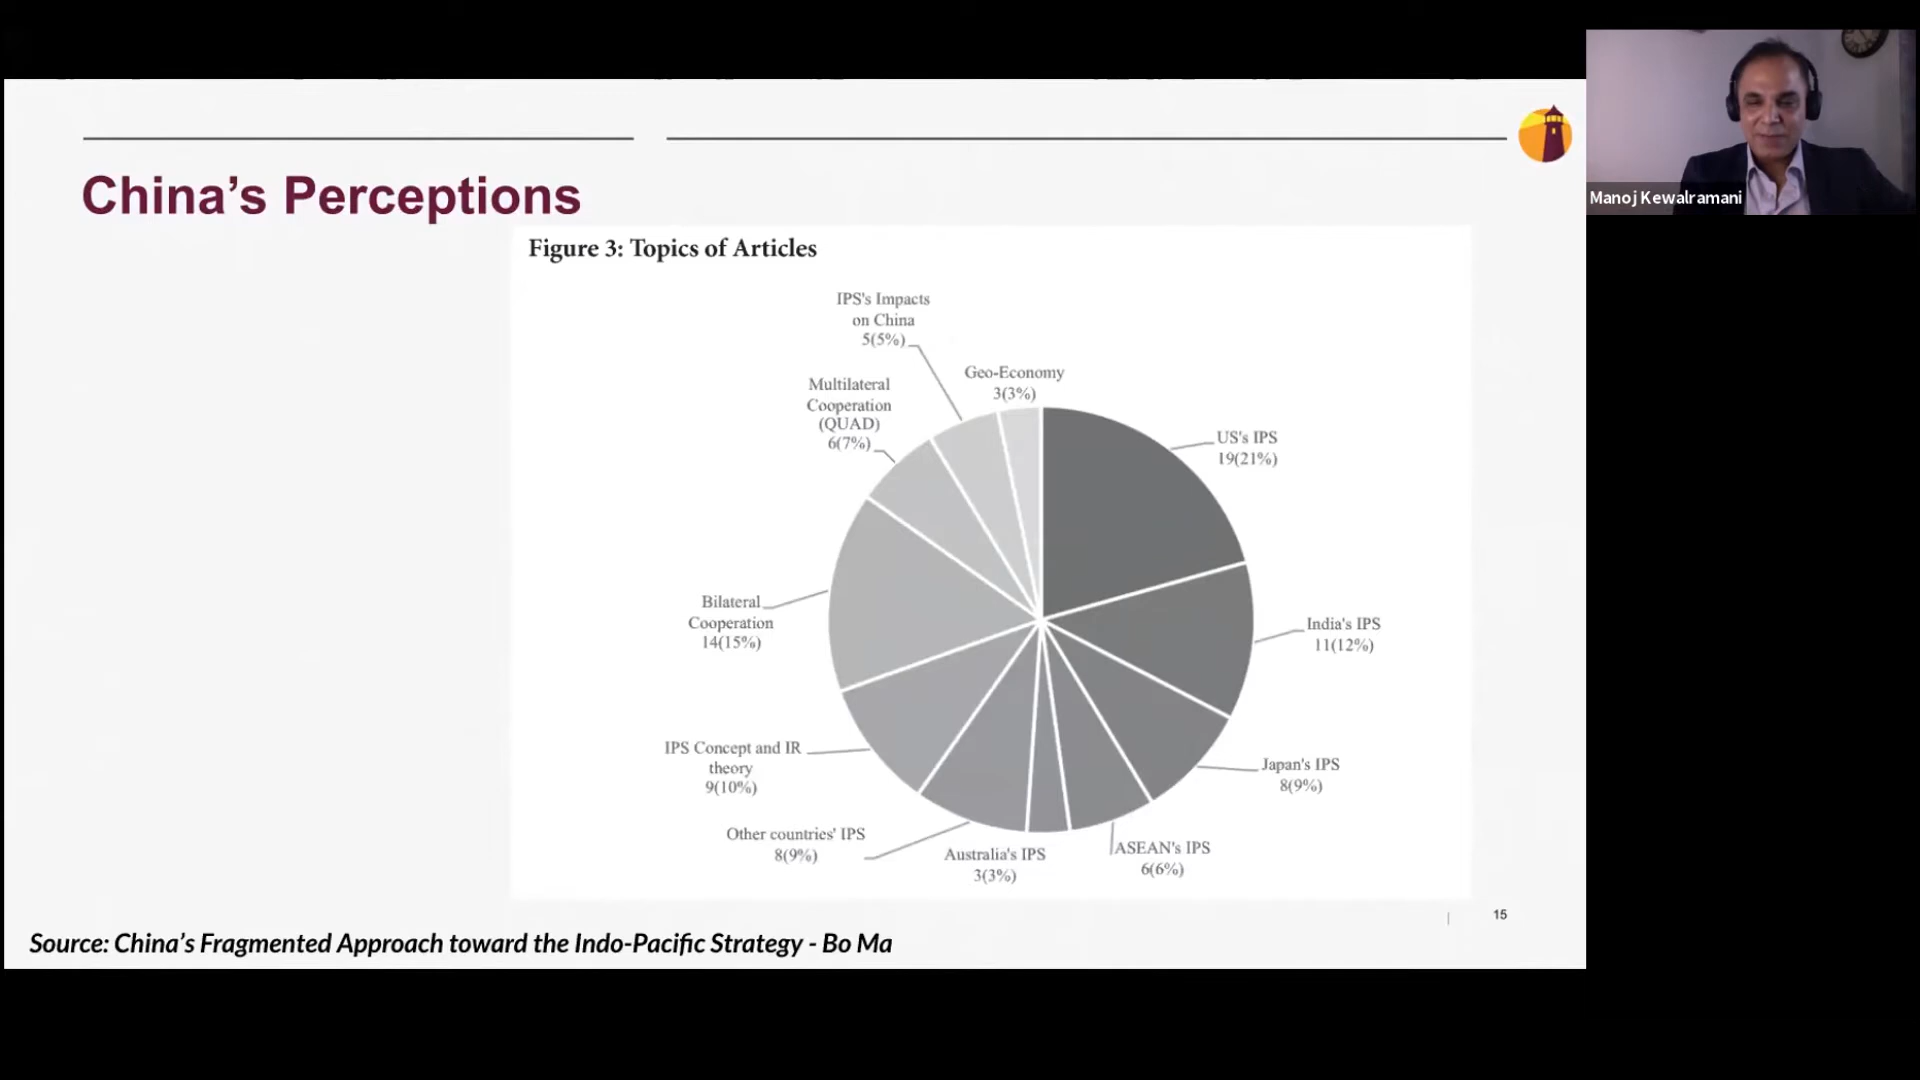 China's Perceptions
Manoj Kewalramani
Figure 3: Topics of Articles
IPS's Impacts
on China
5(5%)
Geo-Economy
3(3%)
Multilateral
Cooperation
(QUAD)
6(7%)
US's IPS
19(21%)
Bilateral
Cooperation
14(15%)
India's IPS
11(12%)
IPS Concept and IR
theory
9(10%)
Japan's IPS
8(9%)
Other countries' IPS
8(9%)
Australia's IPS
3(3%)
ASEAN's IPS
6(6%)
15
Source: China's Fragmented Approach toward the Indo-Pacific Strategy - Bo Ma